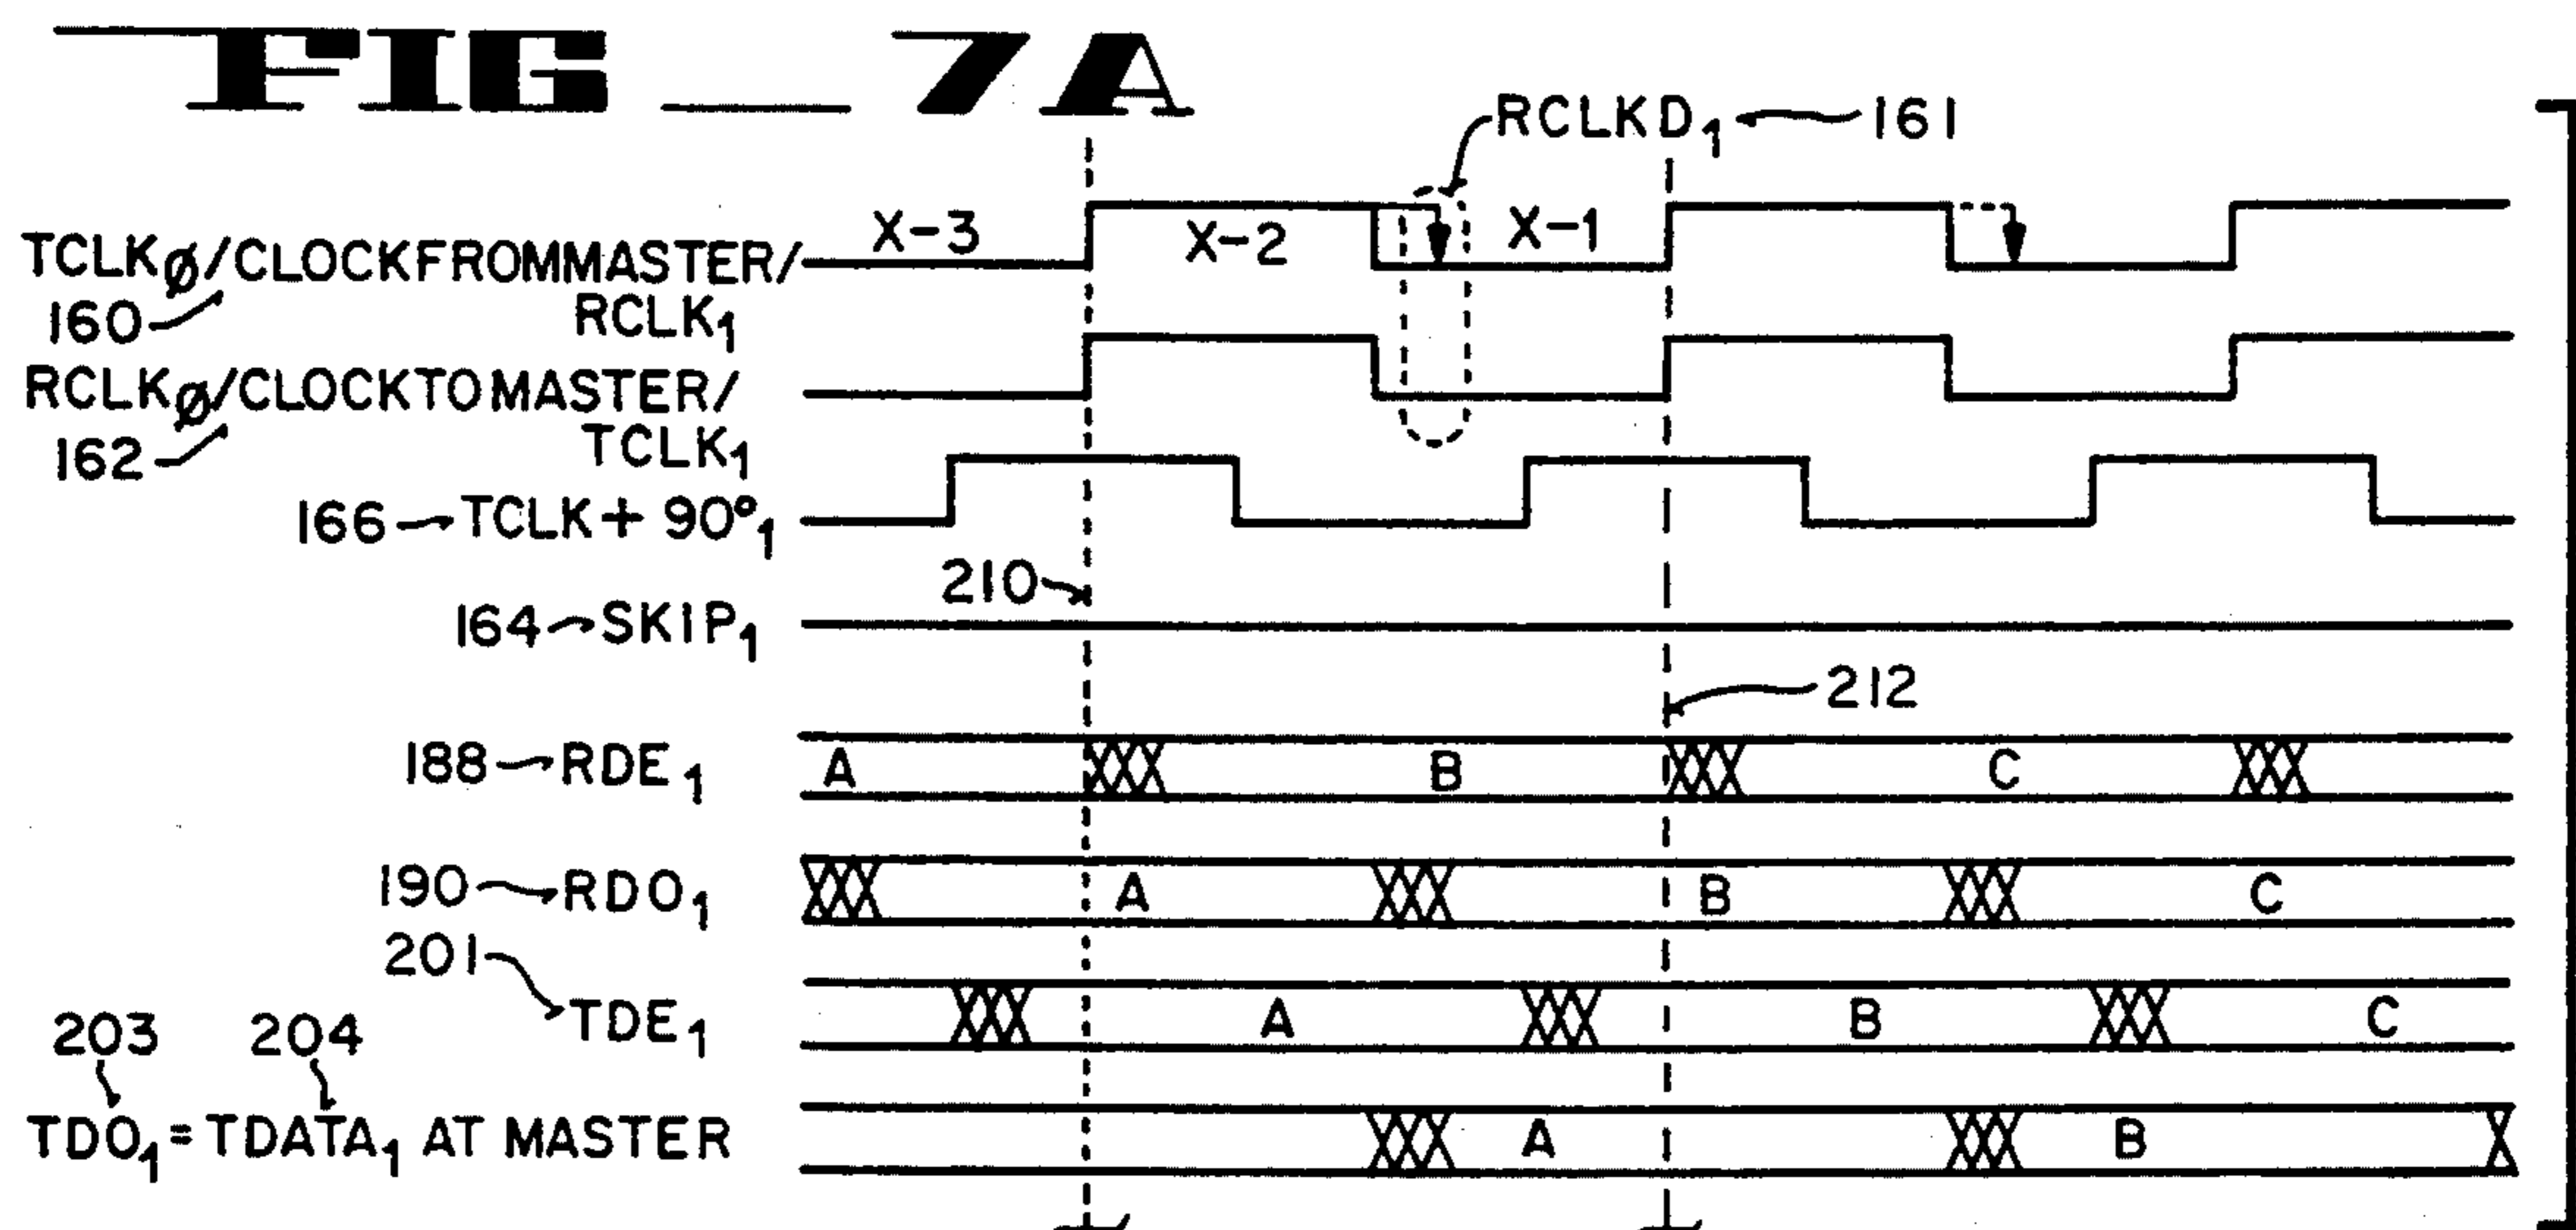 FIG 7A
RCLKD1 161
X-3 X-2 X-1
TCLKØ/CLOCKFROMMASTER/
160 RCLK1
RCLKØ/CLOCKTOMASTER/
162 TCLK1
166 TCLK+ 90°1
210
164 SKIP1
212
188 RDE1 A B C
190 RDO1 A B C
201 TDE1 A B C
203 204
TDO1=TDATA1 AT MASTER A B